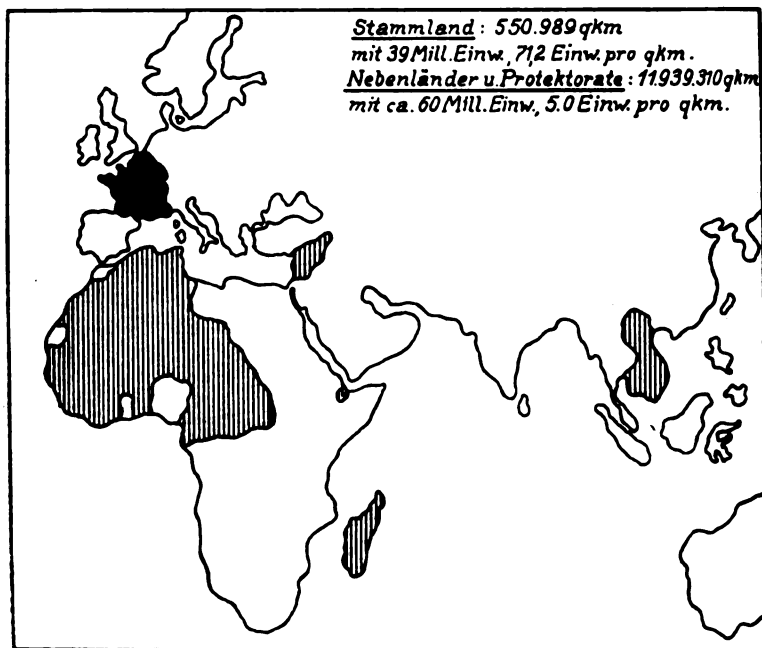 Stammland: 550.989 qkm
mit 39 Mill. Einw., 71,2 Einw. pro qkm.
Nebenländer u. Protektorate: 11.939.310 qkm
mit ca. 60 Mill. Einw., 5.0 Einw. pro qkm.